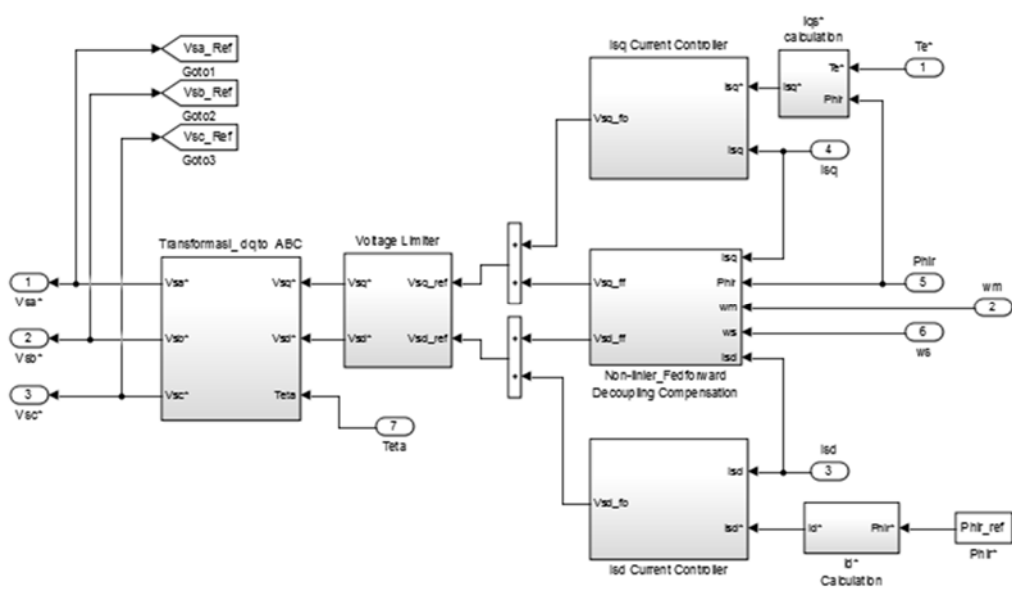 Vsa_Ref
Goto1
Vsb_Ref
Goto2
Vsc_Ref
Goto3
Isq Current Controller
Isq*
Vsq_fo
Isq
Iqs*
calculation
Te*
Isq*
Phir
Te*
1
4
Isq
Transformasi_dqto ABC
Vsa*
Vsq*
Vsb*
Vsd*
Vsc*
Teta
1
Vsa*
2
Vsb*
3
Vsc*
7
Teta
Voltage Limiter
Vsq*
Vsq_ref
Vsd*
Vsd_ref
+
+
+
+
Isq
Vsq_ff
Phir
wm
Vsd_ff
ws
Isd
Non-linier_Fedforward
Decoupling Compensation
Phir
5
wm
2
6
ws
Isd
Vsd_fo
Isd*
Isd Current Controller
Isd
3
Id*
Phir*
Id*
Calculation
Phir_ref
Phir*